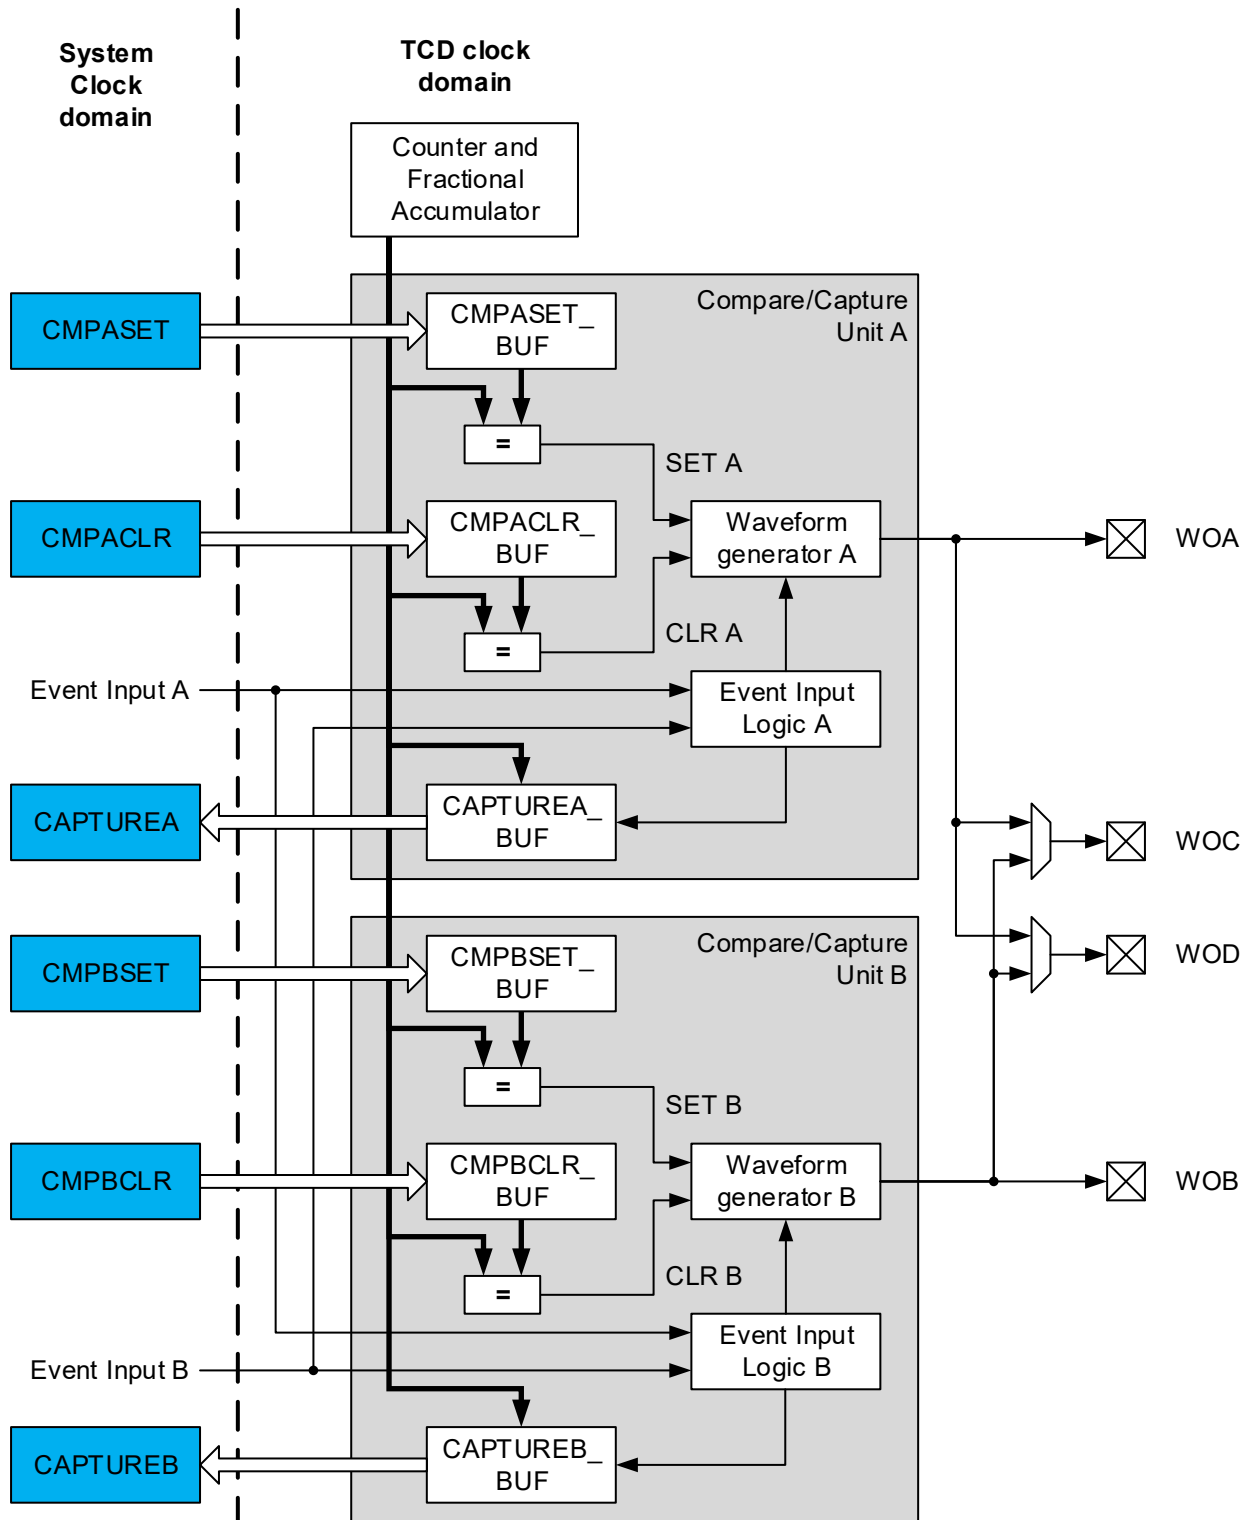 System
Clock
domain
TCD clock
domain
Counter and
Fractional
Accumulator
Compare/Capture
Unit A
CMPASET
CMPASET_
BUF
=
SET A
CMPACLR
CMPACLR_
BUF
Waveform
generator A
WOA
=
CLR A
Event Input A
Event Input
Logic A
CAPTUREA
CAPTUREA_
BUF
WOC
Compare/Capture
Unit B
CMPBSET
CMPBSET_
BUF
WOD
=
SET B
CMPBCLR
CMPBCLR_
BUF
Waveform
generator B
WOB
=
CLR B
Event Input B
Event Input
Logic B
CAPTUREB
CAPTUREB_
BUF